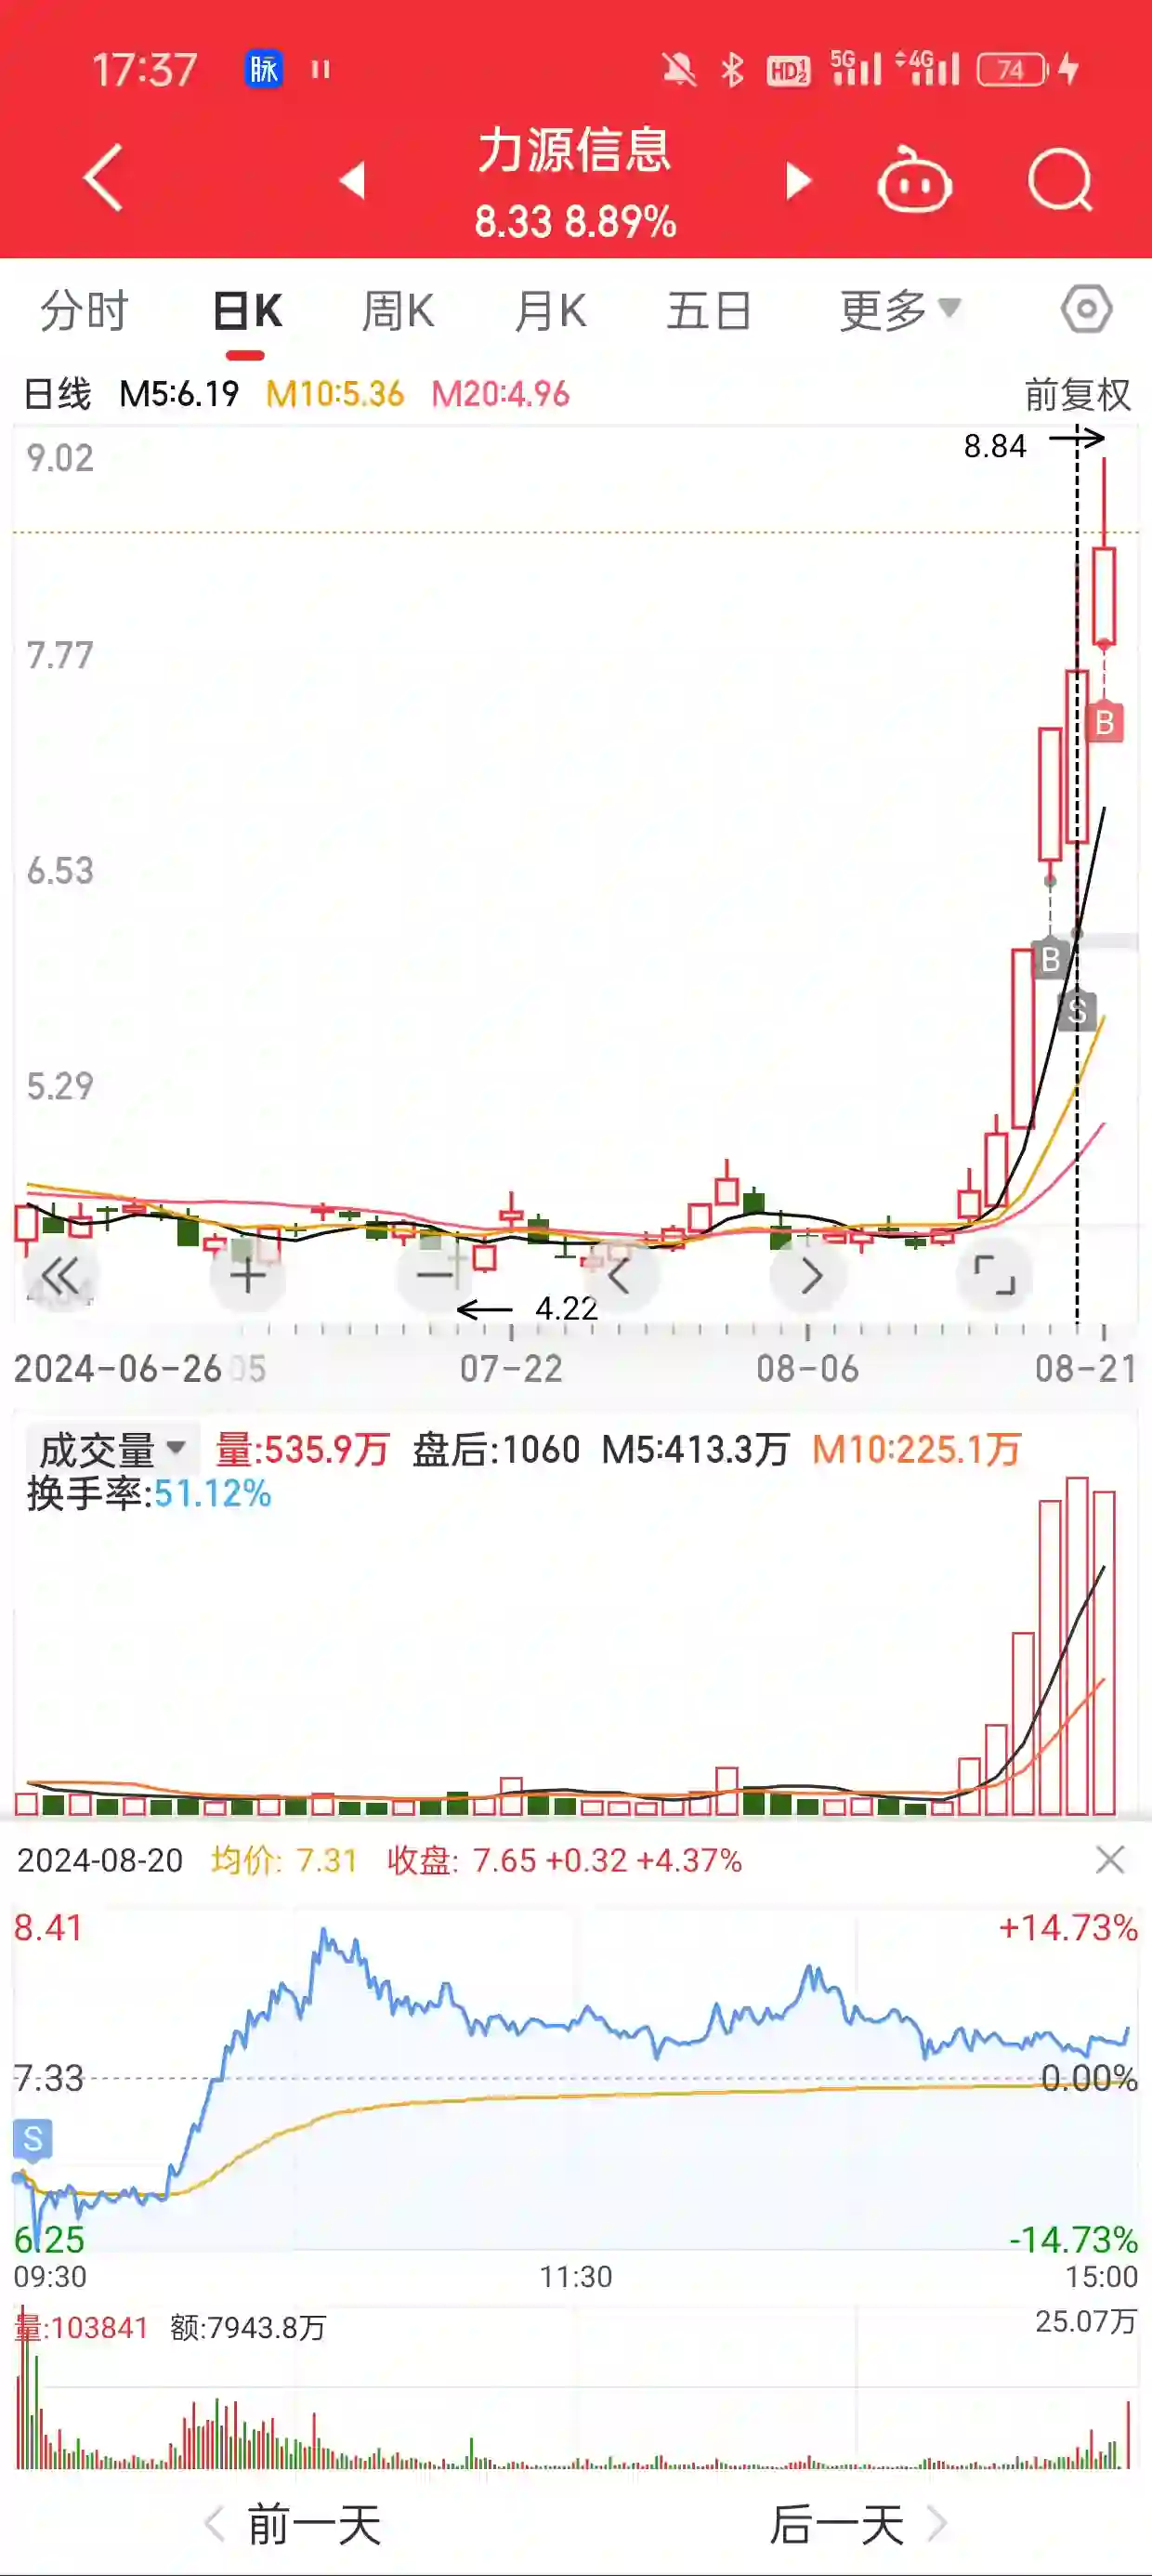 17:37 脉 HD 1 2 5G 4G 74
力源信息
8.33 8.89%
分时 日K 周K 月K 五日 更多
日线 M5:6.19 M10:5.36 M20:4.96 前复权
9.02
8.84
7.77
B
6.53
B
S
5.29
4.22
2024-06-26 05 07-22 08-06 08-21
成交量 量:535.9万 盘后:1060 M5:413.3万 M10:225.1万
换手率:51.12%
2024-08-20 均价: 7.31 收盘: 7.65 +0.32 +4.37%
8.41 +14.73%
7.33 0.00%
S
6.25 -14.73%
09:30 11:30 15:00
量:103841 额:7943.8万 25.07万
前一天 后一天